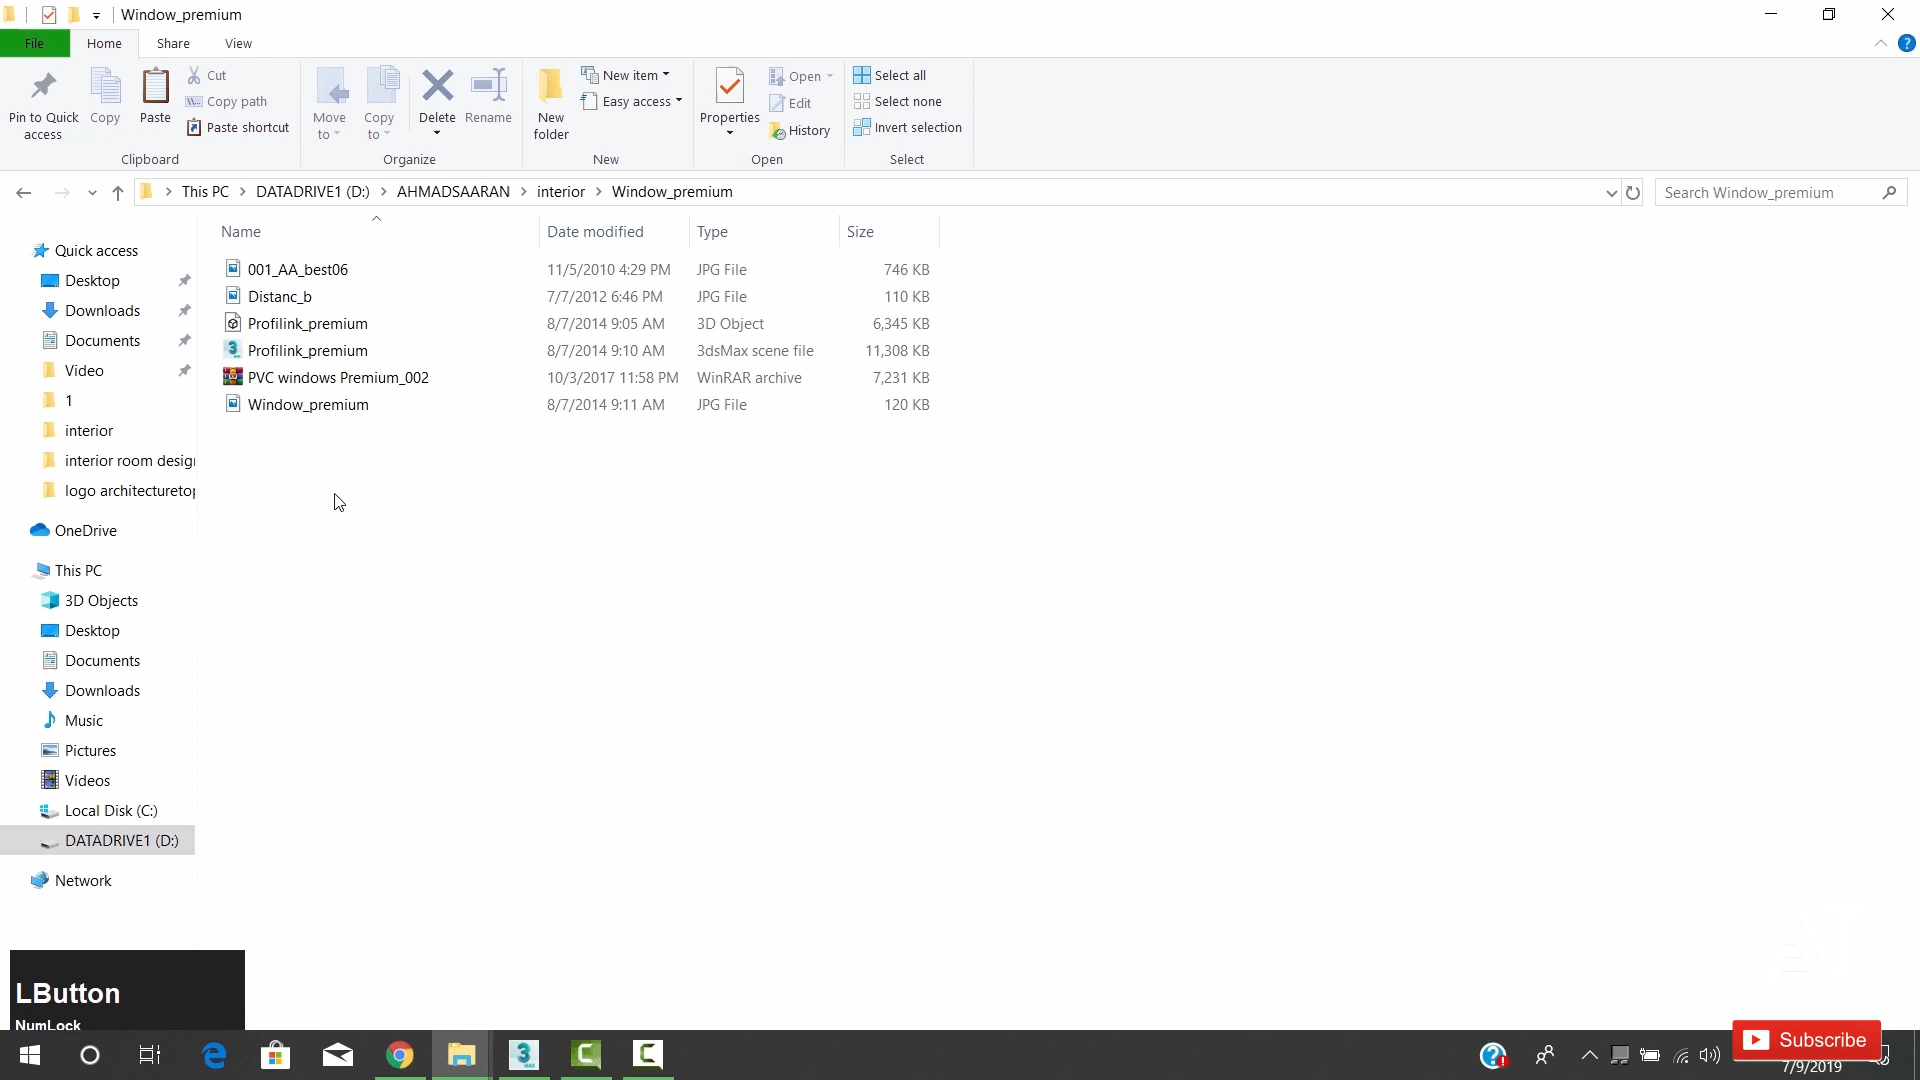 Window_premium
File
Home
Share
View
Pin to Quick access
Copy
Paste
Cut
Copy path
Paste shortcut
Clipboard
Move to
Copy to
Delete
Rename
Organize
New folder
New item
Easy access
New
Properties
Open
Edit
History
Open
Select all
Select none
Invert selection
Select
This PC > DATADRIVE1 (D:) > AHMADSAARAN > interior > Window_premium
Search Window_premium
Name Date modified Type Size
001_AA_best06 11/5/2010 4:29 PM JPG File 746 KB
Distanc_b 7/7/2012 6:46 PM JPG File 110 KB
Profilink_premium 8/7/2014 9:05 AM 3D Object 6,345 KB
Profilink_premium 8/7/2014 9:10 AM 3dsMax scene file 11,308 KB
PVC windows Premium_002 10/3/2017 11:58 PM WinRAR archive 7,231 KB
Window_premium 8/7/2014 9:11 AM JPG File 120 KB
Quick access
Desktop
Downloads
Documents
Video
1
interior
interior room desig
logo architecturetop
OneDrive
This PC
3D Objects
Desktop
Documents
Downloads
Music
Pictures
Videos
Local Disk (C:)
DATADRIVE1 (D:)
Network
LButton
NumLock
Subscribe
7/9/2019